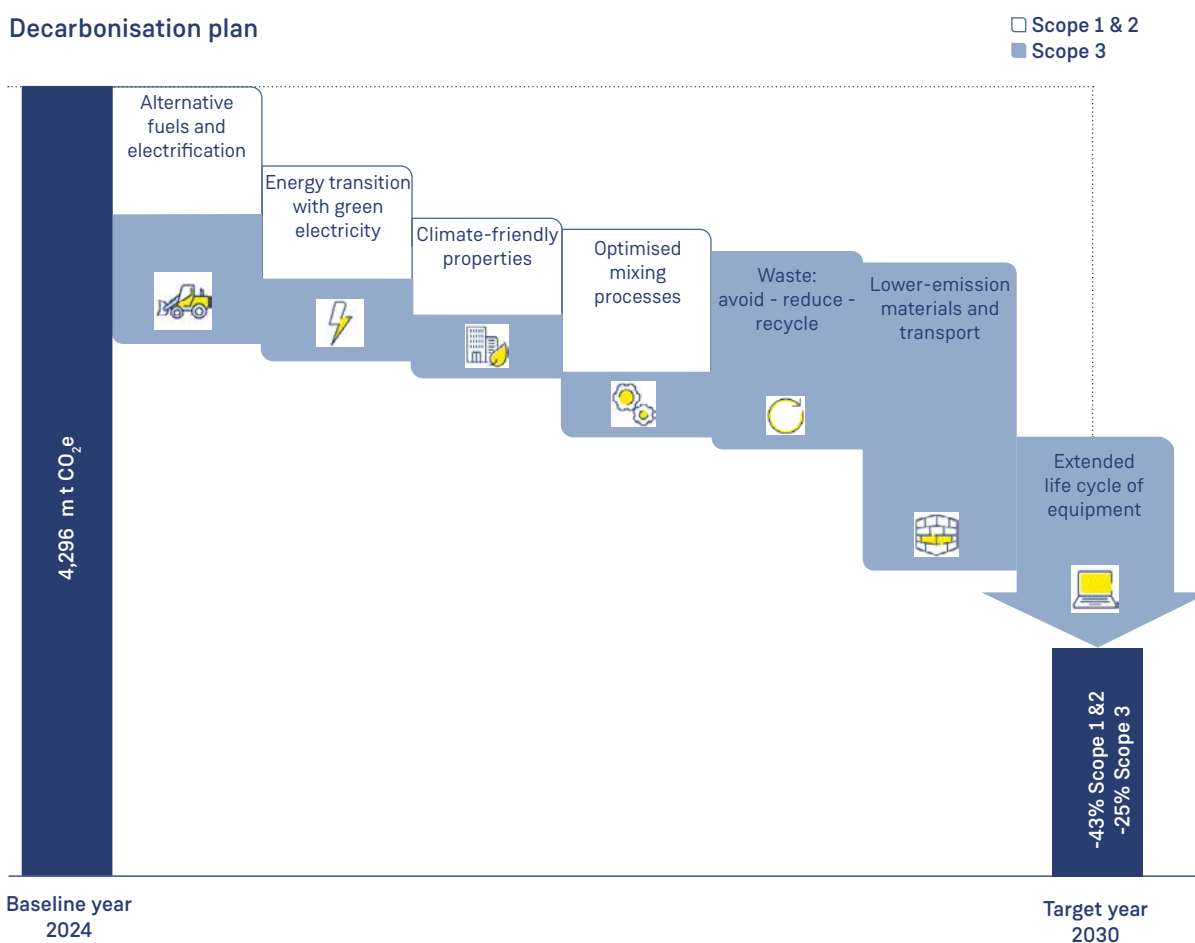 Decarbonisation plan
Scope 1 & 2
Scope 3
Alternative
fuels and
electrification
Energy transition
with green
electricity
Climate-friendly
properties
Optimised
mixing
processes
Waste:
avoid - reduce -
recycle
Lower-emission
materials and
transport
Extended
life cycle of
equipment
4,296 m t CO₂e
-43% Scope 1 &2
-25% Scope 3
Baseline year
2024
Target year
2030